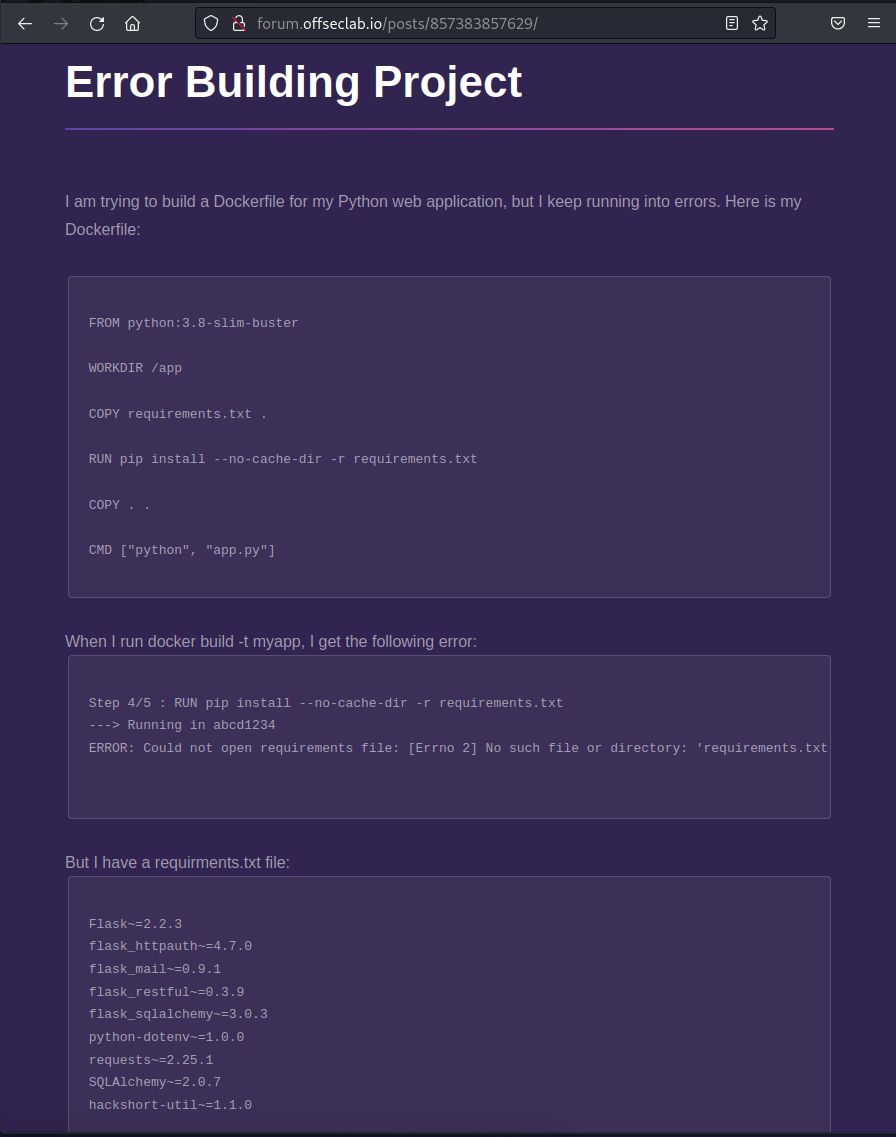 forum.offseclab.io/posts/857383857629/
Error Building Project
I am trying to build a Dockerfile for my Python web application, but I keep running into errors. Here is my
Dockerfile:
FROM python:3.8-slim-buster
WORKDIR /app
COPY requirements.txt .
RUN pip install --no-cache-dir -r requirements.txt
COPY . .
CMD ["python", "app.py"]
When I run docker build -t myapp, I get the following error:
Step 4/5 : RUN pip install --no-cache-dir -r requirements.txt
---> Running in abcd1234
ERROR: Could not open requirements file: [Errno 2] No such file or directory: 'requirements.txt
But I have a requirments.txt file:
Flask~=2.2.3
flask_httpauth~=4.7.0
flask_mail~=0.9.1
flask_restful~=0.3.9
flask_sqlalchemy~=3.0.3
python-dotenv~=1.0.0
requests~=2.25.1
SQLAlchemy~=2.0.7
hackshort-util~=1.1.0